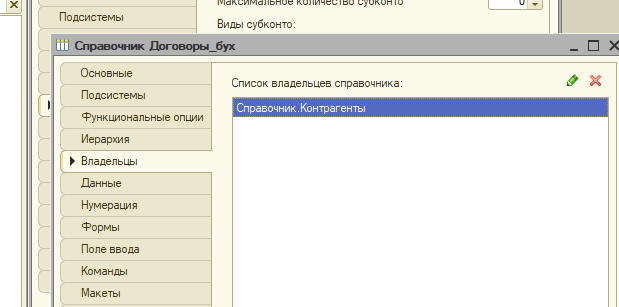 Максимальное количество субконто
0
Подсистемы
Виды субконто:
Справочник Договоры_бух
Основные
Подсистемы
Функциональные опции
Иерархия
Владельцы
Данные
Нумерация
Формы
Поле ввода
Команды
Макеты
Список владельцев справочника:
Справочник.Контрагенты